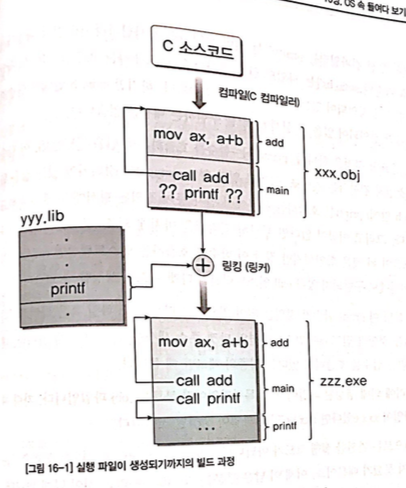 OS 속 들여다 보기
C 소스코드
컴파일(C 컴파일러)
mov ax, a+b
add
call add
?? printf ??
main
xxx.obj
yyy.lib
.
.
printf
.
+
링킹 (링커)
mov ax, a+b
add
call add
call printf
main
...
printf
zzz.exe
[그림 16-1] 실행 파일이 생성되기까지의 빌드 과정